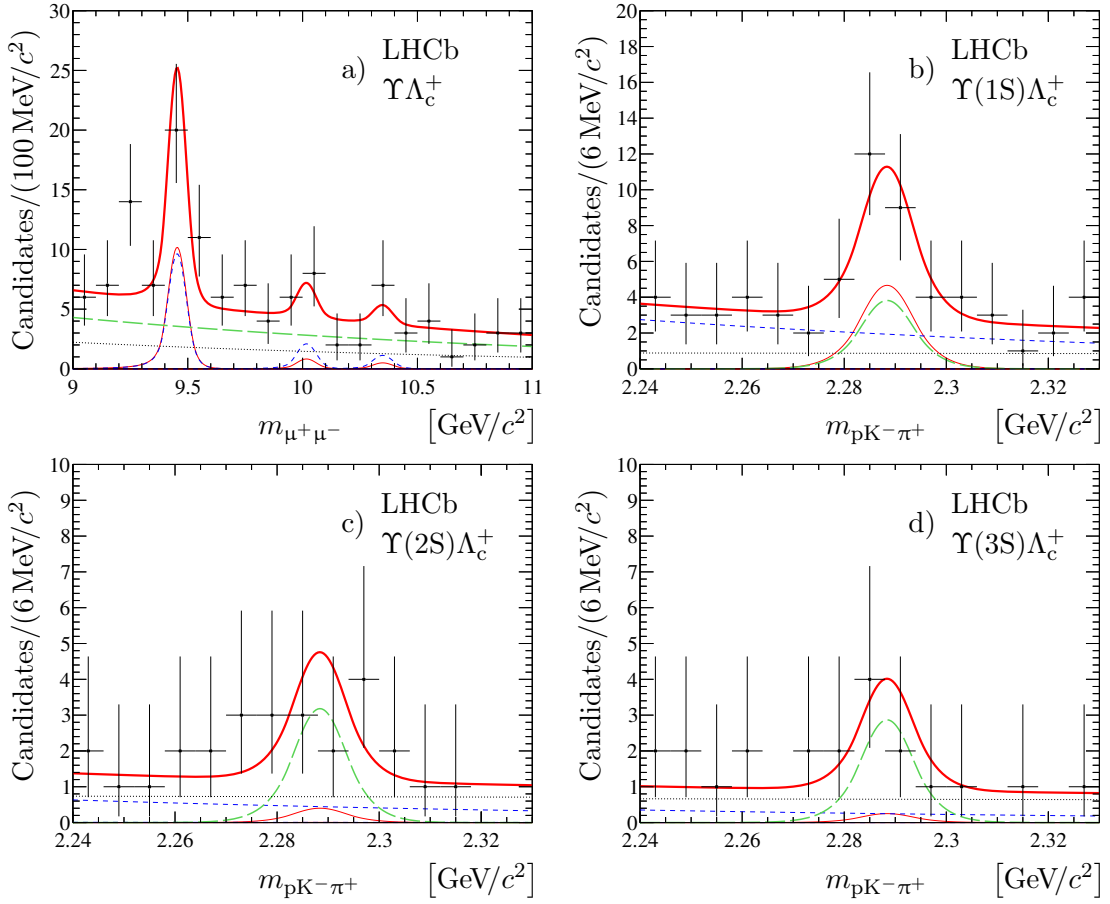 Candidates/(100 MeV/c²)
30
25
20
15
10
5
0
a)
LHCb
ϒΛc⁺
9
9.5
10
10.5
11
mμ⁺μ⁻
[GeV/c²]
Candidates/(6 MeV/c²)
20
18
16
14
12
10
8
6
4
2
0
b)
LHCb
ϒ(1S)Λc⁺
2.24
2.26
2.28
2.3
2.32
mpK⁻π⁺
[GeV/c²]
Candidates/(6 MeV/c²)
10
9
8
7
6
5
4
3
2
1
0
c)
LHCb
ϒ(2S)Λc⁺
2.24
2.26
2.28
2.3
2.32
mpK⁻π⁺
[GeV/c²]
Candidates/(6 MeV/c²)
10
9
8
7
6
5
4
3
2
1
0
d)
LHCb
ϒ(3S)Λc⁺
2.24
2.26
2.28
2.3
2.32
mpK⁻π⁺
[GeV/c²]